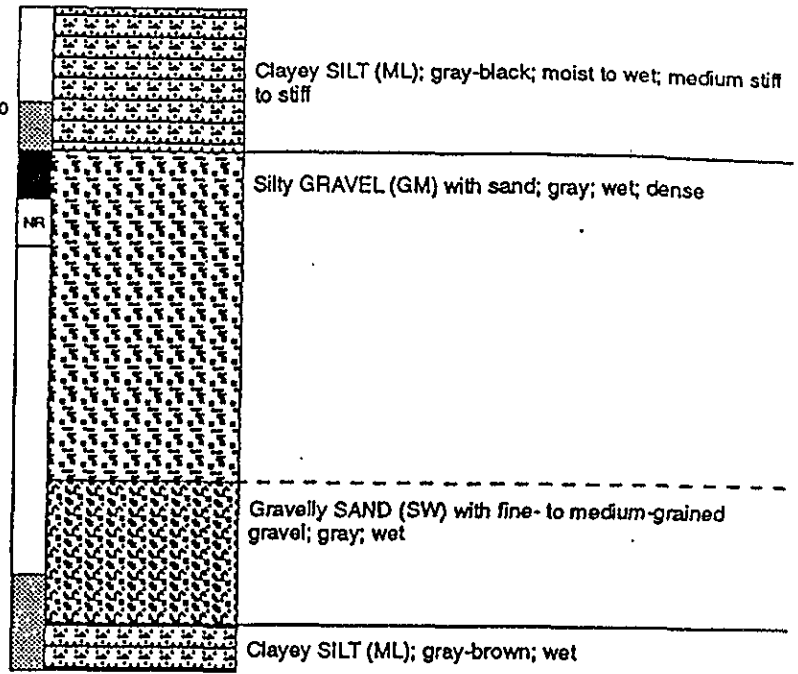 Clayey SILT (ML); gray-black; moist to wet; medium stiff
to stiff
0
Silty GRAVEL (GM) with sand; gray; wet; dense
NR
Gravelly SAND (SW) with fine- to medium-grained
gravel; gray; wet
Clayey SILT (ML); gray-brown; wet